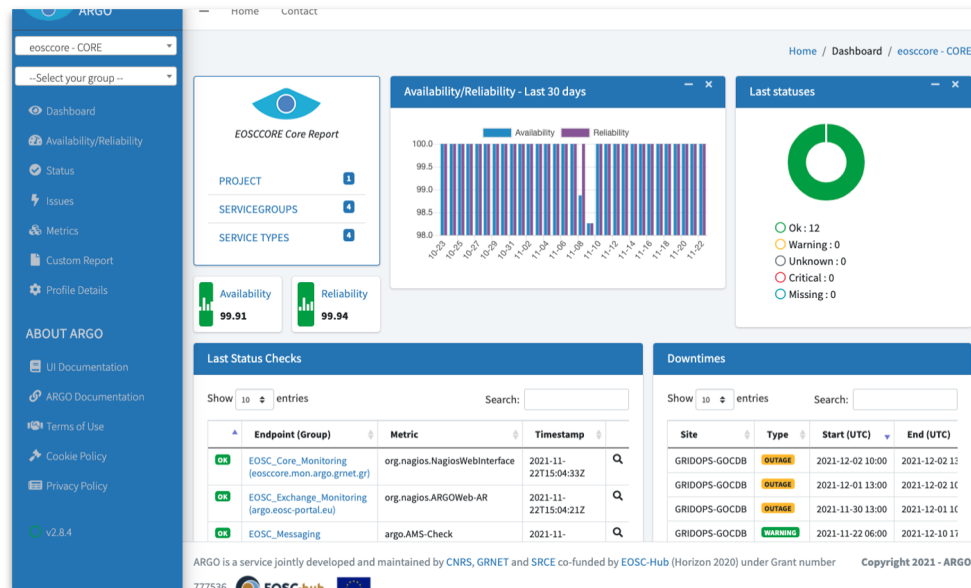 ARGO
Home Contact
eosccore - CORE
--Select your group --
Dashboard
Availability/Reliability
Status
Issues
Metrics
Custom Report
Profile Details
ABOUT ARGO
UI Documentation
ARGO Documentation
Terms of Use
Cookie Policy
Privacy Policy
v2.8.4
Home / Dashboard / eosccore - CORE
EOSCCORE Core Report
PROJECT 1
SERVICEGROUPS 4
SERVICE TYPES 4
Availability
99.91
Reliability
99.94
Availability/Reliability - Last 30 days
Availability Reliability
100.0
99.5
99.0
98.5
98.0
10-23 10-25 10-27 10-29 10-31 11-02 11-04 11-06 11-08 11-10 11-12 11-14 11-16 11-18 11-20 11-22
Last statuses
Ok : 12
Warning : 0
Unknown : 0
Critical : 0
Missing : 0
Last Status Checks
Show 10 entries Search:
Endpoint (Group) Metric Timestamp
OK EOSC_Core_Monitoring (eosccore.mon.argo.grnet.gr) org.nagios.NagiosWebInterface 2021-11-22T15:04:33Z
OK EOSC_Exchange_Monitoring (argo.eosc-portal.eu) org.nagios.ARGOWeb-AR 2021-11-22T15:04:21Z
OK EOSC_Messaging argo.AMS-Check 2021-11-
Downtimes
Show 10 entries Search:
Site Type Start (UTC) End (UTC)
GRIDOPS-GOCDB OUTAGE 2021-12-02 10:00 2021-12-02 13
GRIDOPS-GOCDB OUTAGE 2021-12-01 13:00 2021-12-02 10
GRIDOPS-GOCDB OUTAGE 2021-11-30 13:00 2021-12-01 10
GRIDOPS-GOCDB WARNING 2021-11-22 06:00 2021-12-10 17
ARGO is a service jointly developed and maintained by CNRS, GRNET and SRCE co-funded by EOSC-Hub (Horizon 2020) under Grant number
777536
EOSC-hub
Copyright 2021 - ARGO